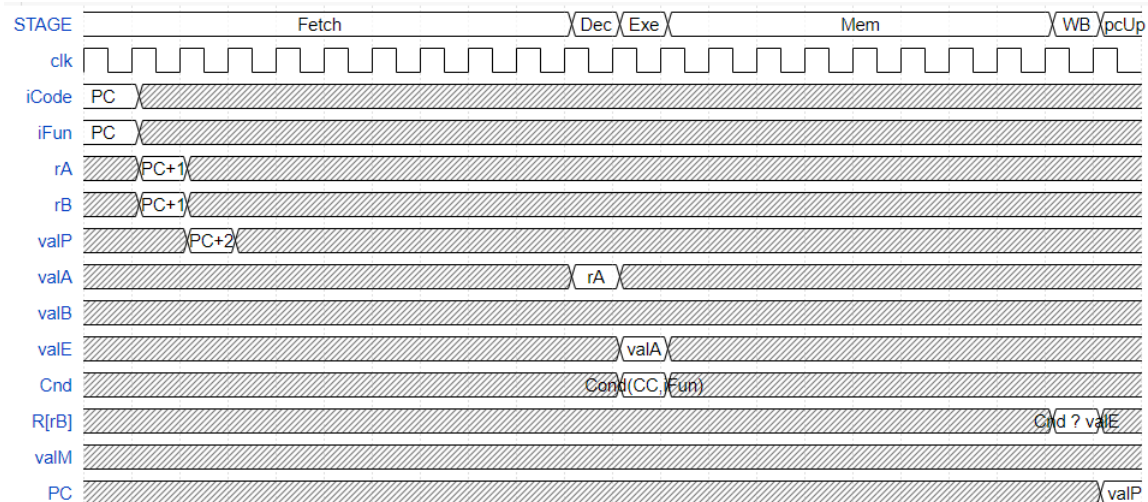 STAGE Fetch Dec Exe Mem WB pcUp
clk
iCode PC
iFun PC
rA PC+1
rB PC+1
valP PC+2
valA rA
valB
valE valA
Cnd Cond(CC,iFun)
R[rB] Cnd ? valE
valM
PC valP